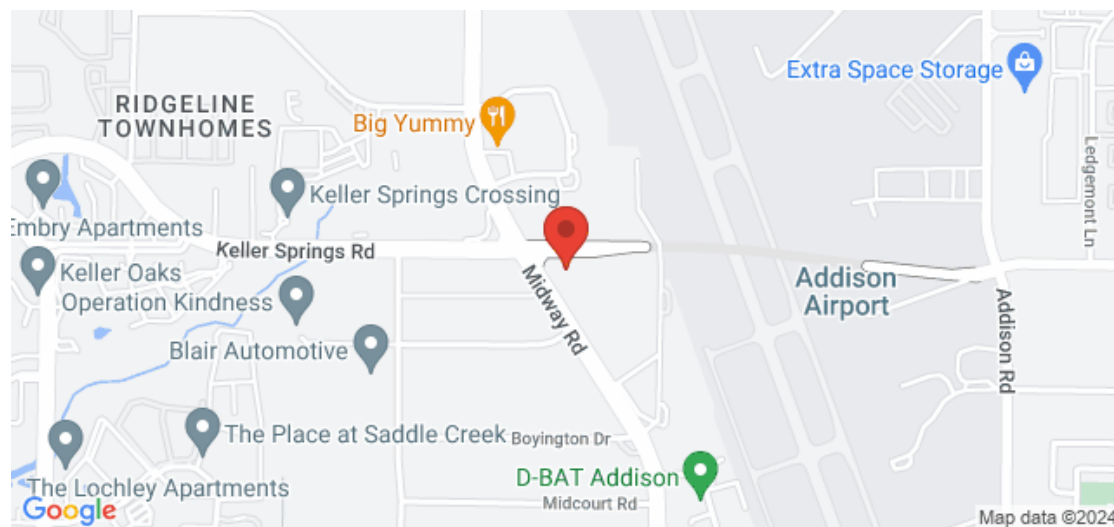 Extra Space Storage
RIDGELINE
TOWNHOMES
Big Yummy
Ledgemont Ln
Keller Springs Crossing
Embry Apartments
Keller Springs Rd
Keller Oaks
Addison
Airport
Operation Kindness
Midway Rd
Addison Rd
Blair Automotive
The Place at Saddle Creek
Boyington Dr
D-BAT Addison
The Lochley Apartments
Midcourt Rd
Google
Map data ©2024